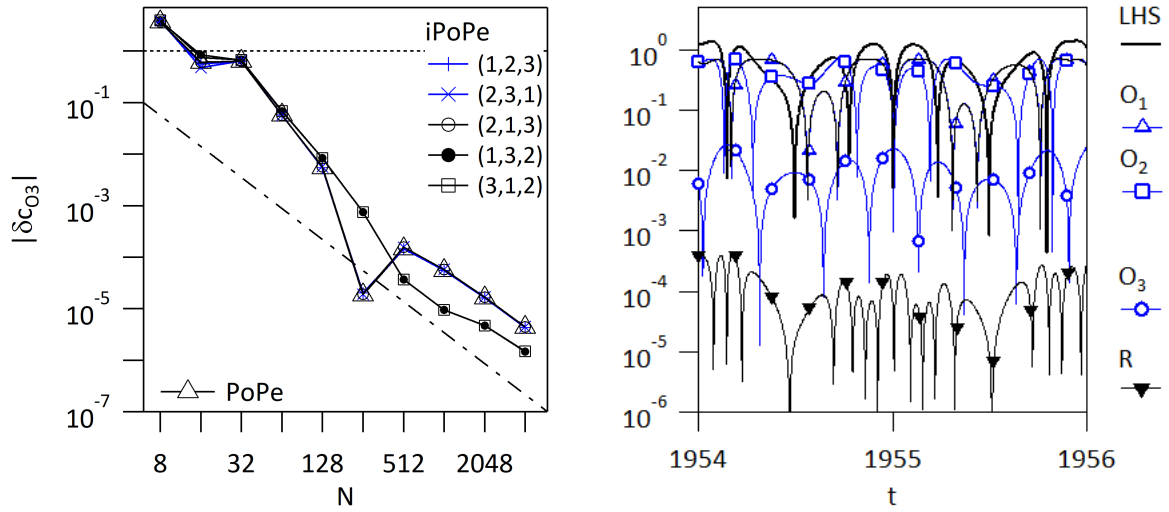 iPoPe
(1,2,3)
(2,3,1)
(2,1,3)
(1,3,2)
(3,1,2)
10^-1
10^-3
10^-5
10^-7
|δc_O3|
PoPe
8 32 128 512 2048
N
10^0
10^-1
10^-2
10^-3
10^-4
10^-5
10^-6
1954 1955 1956
t
LHS
O_1
O_2
O_3
R